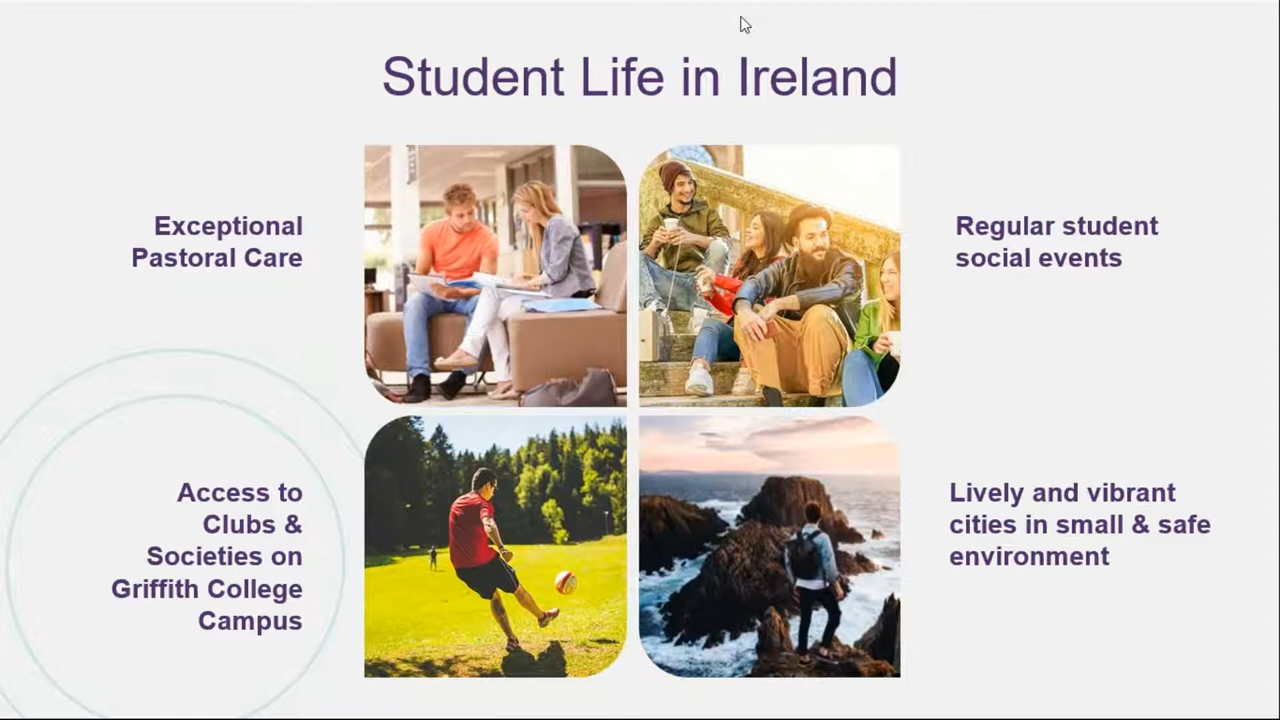 Student Life in Ireland
Exceptional
Pastoral Care
Regular student
social events
Access to
Clubs &
Societies on
Griffith College
Campus
Lively and vibrant
cities in small & safe
environment